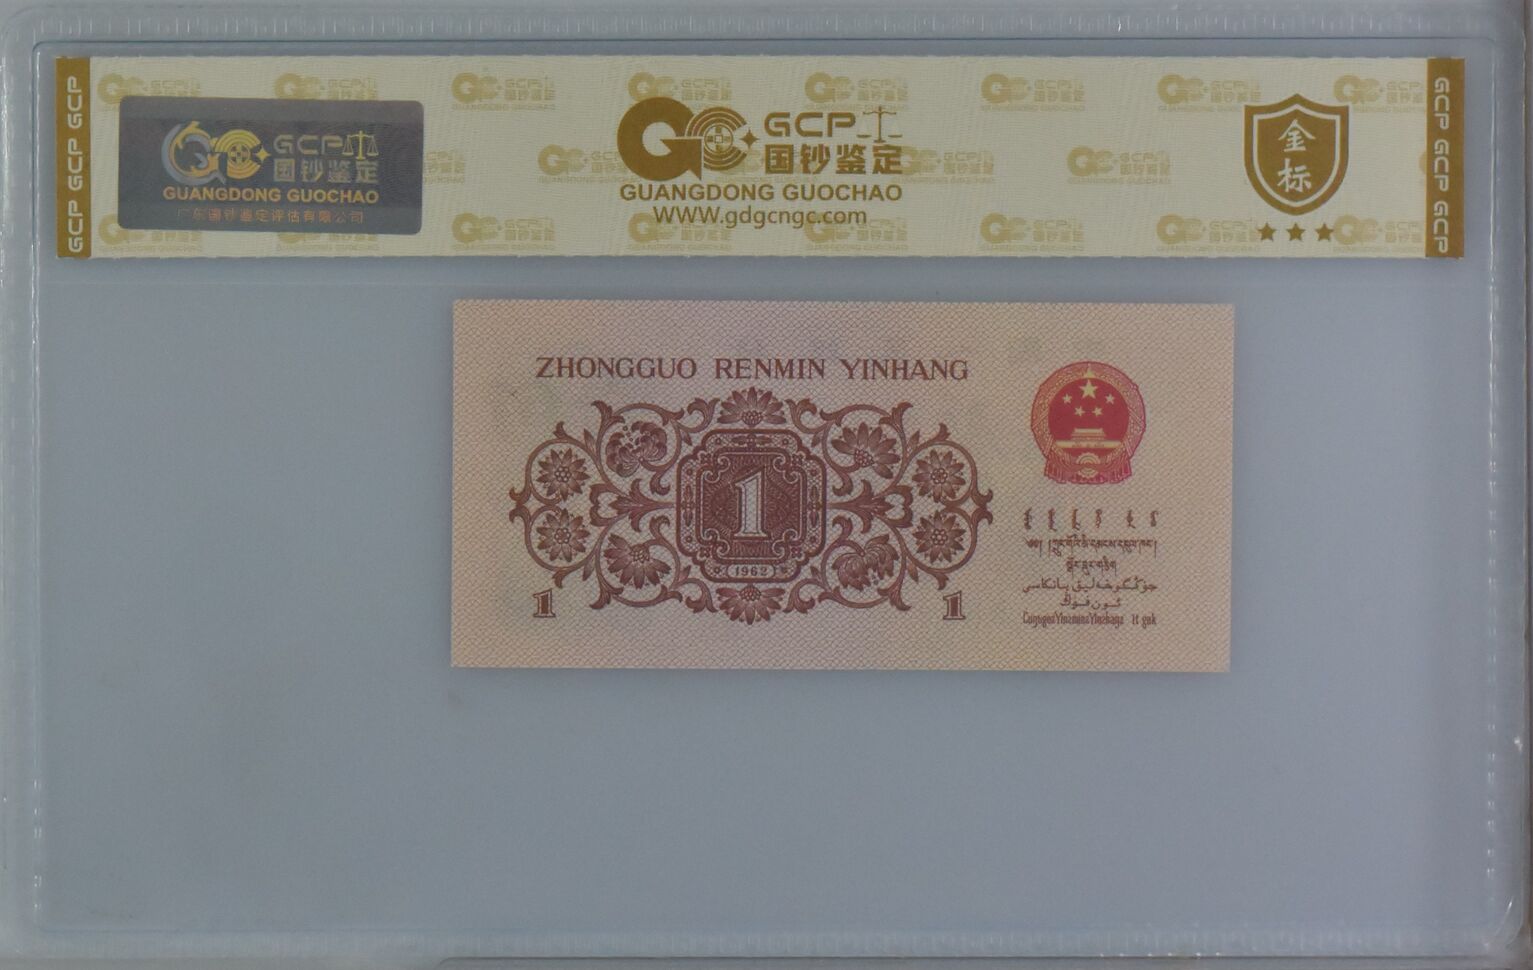 GCP GCP GCP
GCP 国钞鉴定
GUANGDONG GUOCHAO
广东国钞鉴定评估有限公司
GCP 国钞鉴定
GUANGDONG GUOCHAO
WWW.gdgcngc.com
金标
GCP GCP GCP
ZHONGGUO RENMIN YINHANG
1
1962
1
1